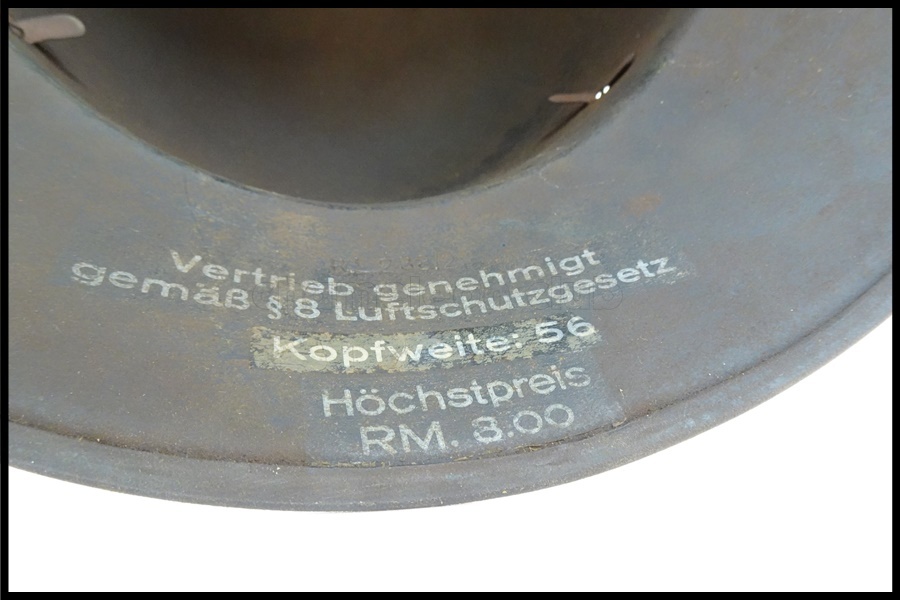 Vertrieb genehmigt
gemäß § 8 Luftschutzgesetz
Kopfweite: 56
Höchstpreis
RM. 3.00